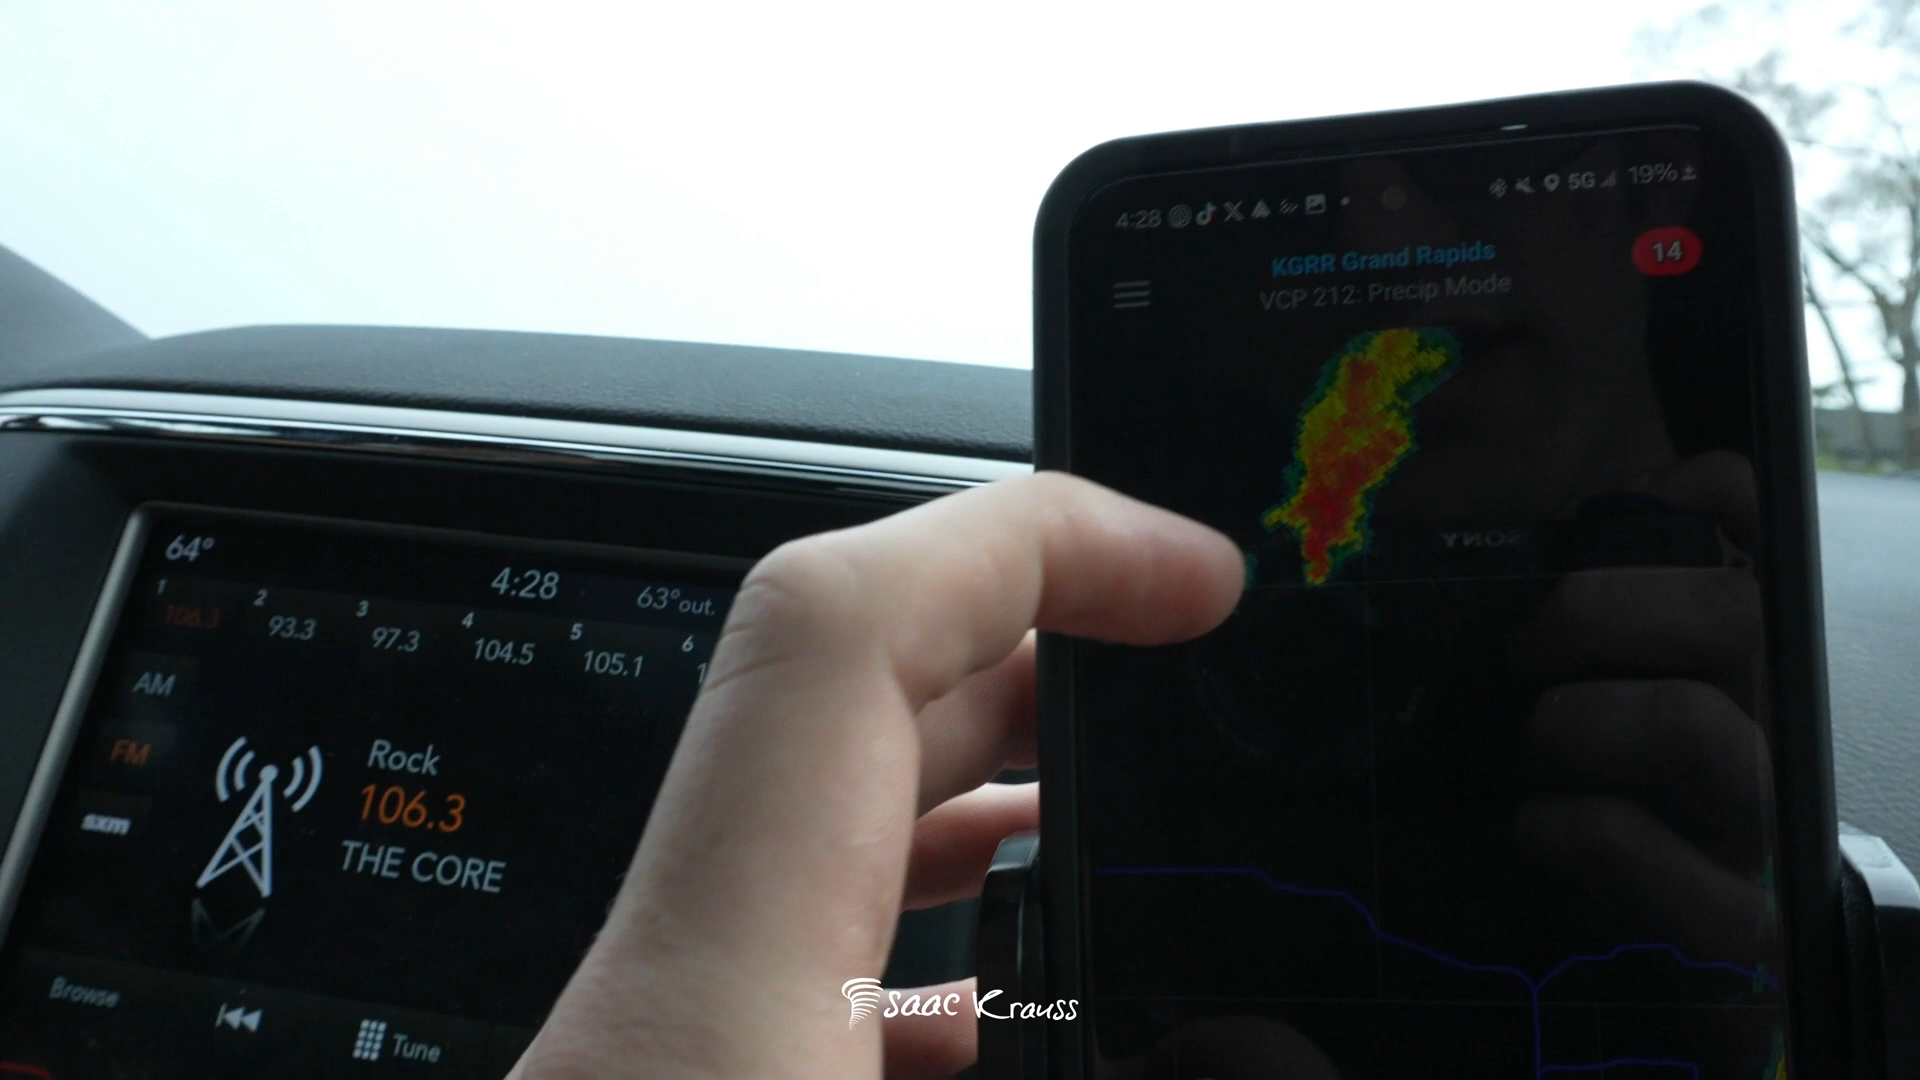 64°
4:28
63°out.
1
106.3
2
93.3
3
97.3
4
104.5
5
105.1
6
AM
FM
sxm
Rock
106.3
THE CORE
Browse
Tune
4:28
5G
19%
KGRR Grand Rapids
VCP 212: Precip Mode
14
SONY
Isaac Krauss